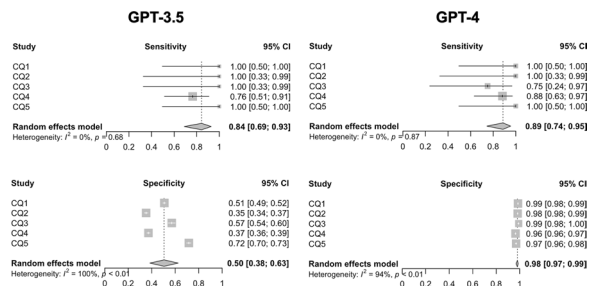 GPT-3.5
Study Sensitivity 95% CI
CQ1 1.00 [0.50; 1.00]
CQ2 1.00 [0.33; 0.99]
CQ3 1.00 [0.33; 0.99]
CQ4 0.76 [0.51; 0.91]
CQ5 1.00 [0.50; 1.00]
Random effects model 0.84 [0.69; 0.93]
Heterogeneity: I² = 0%, p = 0.68
0 0.2 0.4 0.6 0.8 1
Specificity 95% CI
CQ1 0.51 [0.49; 0.52]
CQ2 0.35 [0.34; 0.37]
CQ3 0.57 [0.54; 0.60]
CQ4 0.37 [0.36; 0.39]
CQ5 0.72 [0.70; 0.73]
Random effects model 0.50 [0.38; 0.63]
Heterogeneity: I² = 100%, p < 0.01
0 0.2 0.4 0.6 0.8 1
GPT-4
Study Sensitivity 95% CI
CQ1 1.00 [0.50; 1.00]
CQ2 1.00 [0.33; 0.99]
CQ3 0.75 [0.24; 0.97]
CQ4 0.88 [0.63; 0.97]
CQ5 1.00 [0.50; 1.00]
Random effects model 0.89 [0.74; 0.95]
Heterogeneity: I² = 0%, p = 0.87
0 0.2 0.4 0.6 0.8 1
Study Specificity 95% CI
CQ1 0.99 [0.98; 0.99]
CQ2 0.98 [0.98; 0.99]
CQ3 0.99 [0.98; 1.00]
CQ4 0.96 [0.96; 0.97]
CQ5 0.97 [0.96; 0.98]
Random effects model 0.98 [0.97; 0.99]
Heterogeneity: I² = 94%, p < 0.01
0 0.2 0.4 0.6 0.8 1